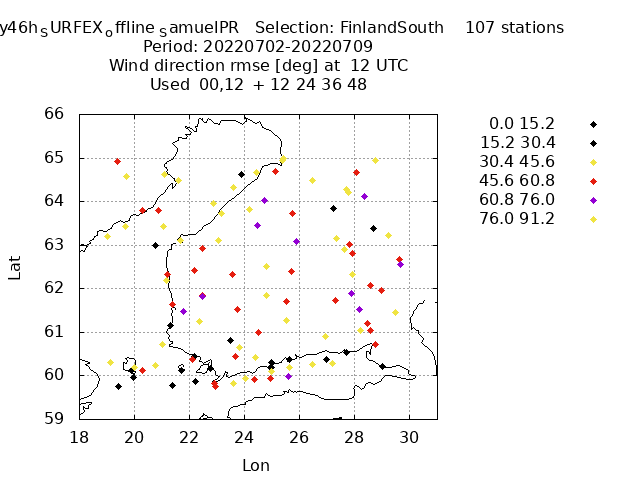 y46h_sURFEX_offline_samuelPR Selection: FinlandSouth 107 stations
Period: 20220702-20220709
Wind direction rmse [deg] at 12 UTC
Used 00,12 + 12 24 36 48
0.0 15.2
15.2 30.4
30.4 45.6
45.6 60.8
60.8 76.0
76.0 91.2
66
65
64
63
62
61
60
59
Lat
18 20 22 24 26 28 30
Lon